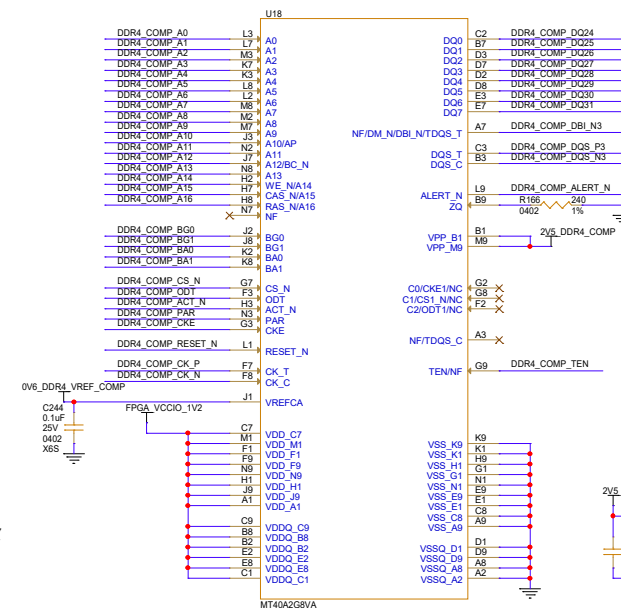 U18
DDR4_COMP_A0 L3 A0
DDR4_COMP_A1 L7 A1
DDR4_COMP_A2 M3 A2
DDR4_COMP_A3 K7 A3
DDR4_COMP_A4 K3 A4
DDR4_COMP_A5 L8 A5
DDR4_COMP_A6 L2 A6
DDR4_COMP_A7 M8 A7
DDR4_COMP_A8 M2 A8
DDR4_COMP_A9 M7 A9
DDR4_COMP_A10 J3 A10/AP
DDR4_COMP_A11 N2 A11
DDR4_COMP_A12 J7 A12/BC_N
DDR4_COMP_A13 N8 A13
DDR4_COMP_A14 H2 WE_N/A14
DDR4_COMP_A15 H7 CAS_N/A15
DDR4_COMP_A16 H8 RAS_N/A16
N7 NF
DDR4_COMP_BG0 J2 BG0
DDR4_COMP_BG1 J8 BG1
DDR4_COMP_BA0 K2 BA0
DDR4_COMP_BA1 K8 BA1
DDR4_COMP_CS_N G7 CS_N
DDR4_COMP_ODT F3 ODT
DDR4_COMP_ACT_N H3 ACT_N
DDR4_COMP_PAR N3 PAR
DDR4_COMP_CKE G3 CKE
DDR4_COMP_RESET_N L1 RESET_N
DDR4_COMP_CK_P F7 CK_T
DDR4_COMP_CK_N F8 CK_C
0V6_DDR4_VREF_COMP
J1 VREFCA
C244
0.1uF
25V
0402
X6S
FPGA_VCCIO_1V2
C7 VDD_C7
M1 VDD_M1
F1 VDD_F1
F9 VDD_F9
N9 VDD_N9
H1 VDD_H1
J9 VDD_J9
A1 VDD_A1
C9 VDDQ_C9
B8 VDDQ_B8
B2 VDDQ_B2
E2 VDDQ_E2
E8 VDDQ_E8
C1 VDDQ_C1
DQ0 C2 DDR4_COMP_DQ24
DQ1 B7 DDR4_COMP_DQ25
DQ2 D3 DDR4_COMP_DQ26
DQ3 D7 DDR4_COMP_DQ27
DQ4 D2 DDR4_COMP_DQ28
DQ5 D8 DDR4_COMP_DQ29
DQ6 E3 DDR4_COMP_DQ30
DQ7 E7 DDR4_COMP_DQ31
NF/DM_N/DBI_N/TDQS_T A7 DDR4_COMP_DBI_N3
DQS_T C3 DDR4_COMP_DQS_P3
DQS_C B3 DDR4_COMP_DQS_N3
ALERT_N L9 DDR4_COMP_ALERT_N
ZQ B9 R166 240
0402 1%
VPP_B1 B1 2V5_DDR4_COMP
VPP_M9 M9
C0/CKE1/NC G2
C1/CS1_N/NC G8
C2/ODT1/NC F2
NF/TDQS_C A3
TEN/NF G9 DDR4_COMP_TEN
VSS_K9 K9
VSS_K1 K1
VSS_H1 H9
VSS_G1 G1
VSS_N1 N1
VSS_E9 E9
VSS_E1 E1
VSS_C8 C8
VSS_A9 A9
VSSQ_D1 D1
VSSQ_D9 D9
VSSQ_A8 A8
VSSQ_A2 A2
2V5
MT40A2G8VA